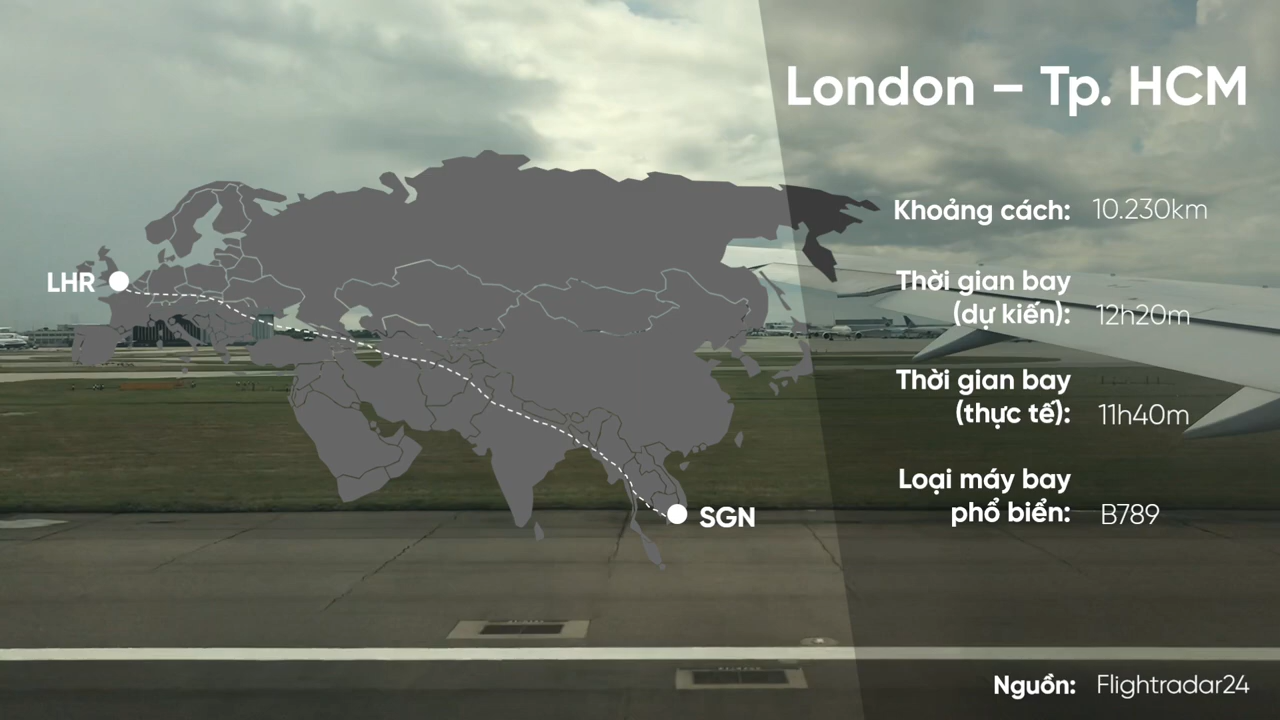 London – Tp. HCM
LHR
SGN
Khoảng cách: 10.230km
Thời gian bay
(dự kiến): 12h20m
Thời gian bay
(thực tế): 11h40m
Loại máy bay
phổ biển: B789
Nguồn: Flightradar24